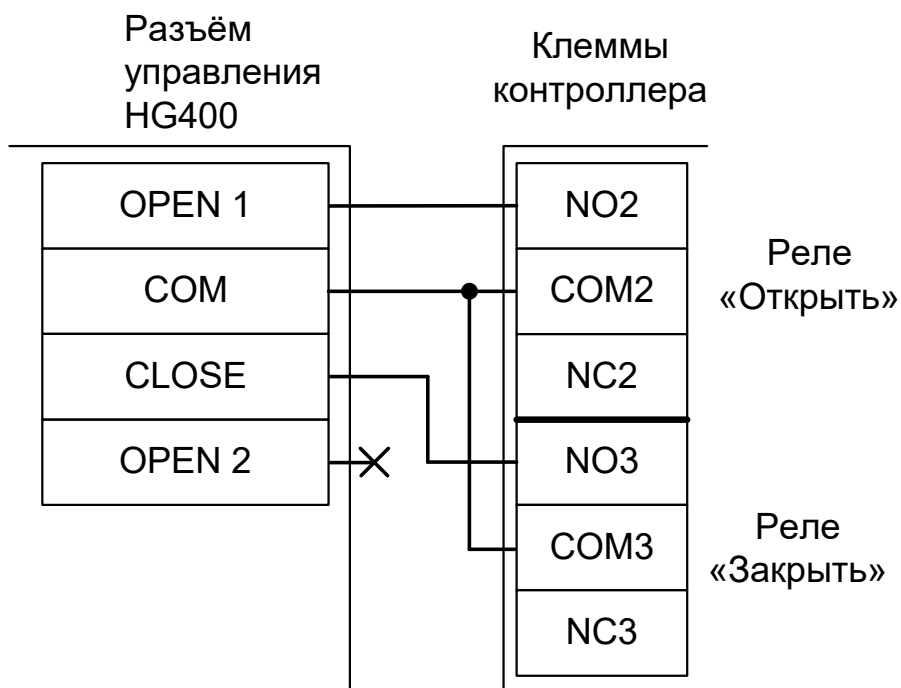 Разъём
управления
HG400
Клеммы
контроллера
OPEN 1
COM
CLOSE
OPEN 2
NO2
COM2
NC2
NO3
COM3
NC3
Реле
«Открыть»
Реле
«Закрыть»